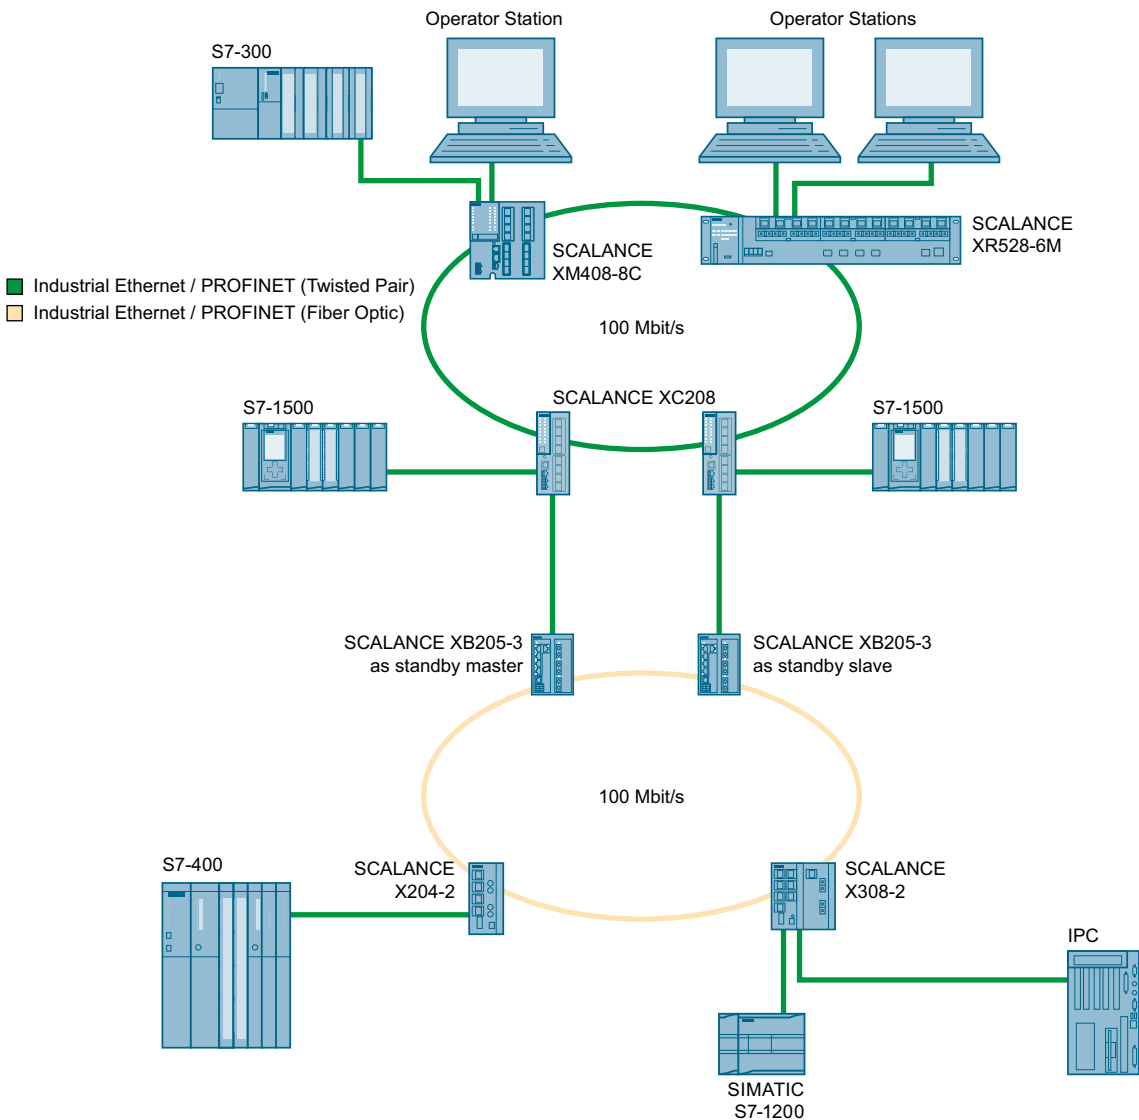 Operator Station
Operator Stations
S7-300
SCALANCE
XM408-8C
SCALANCE
XR528-6M
Industrial Ethernet / PROFINET (Twisted Pair)
Industrial Ethernet / PROFINET (Fiber Optic)
100 Mbit/s
SCALANCE XC208
S7-1500
S7-1500
SCALANCE XB205-3
as standby master
SCALANCE XB205-3
as standby slave
100 Mbit/s
S7-400
SCALANCE
X204-2
SCALANCE
X308-2
IPC
SIMATIC
S7-1200